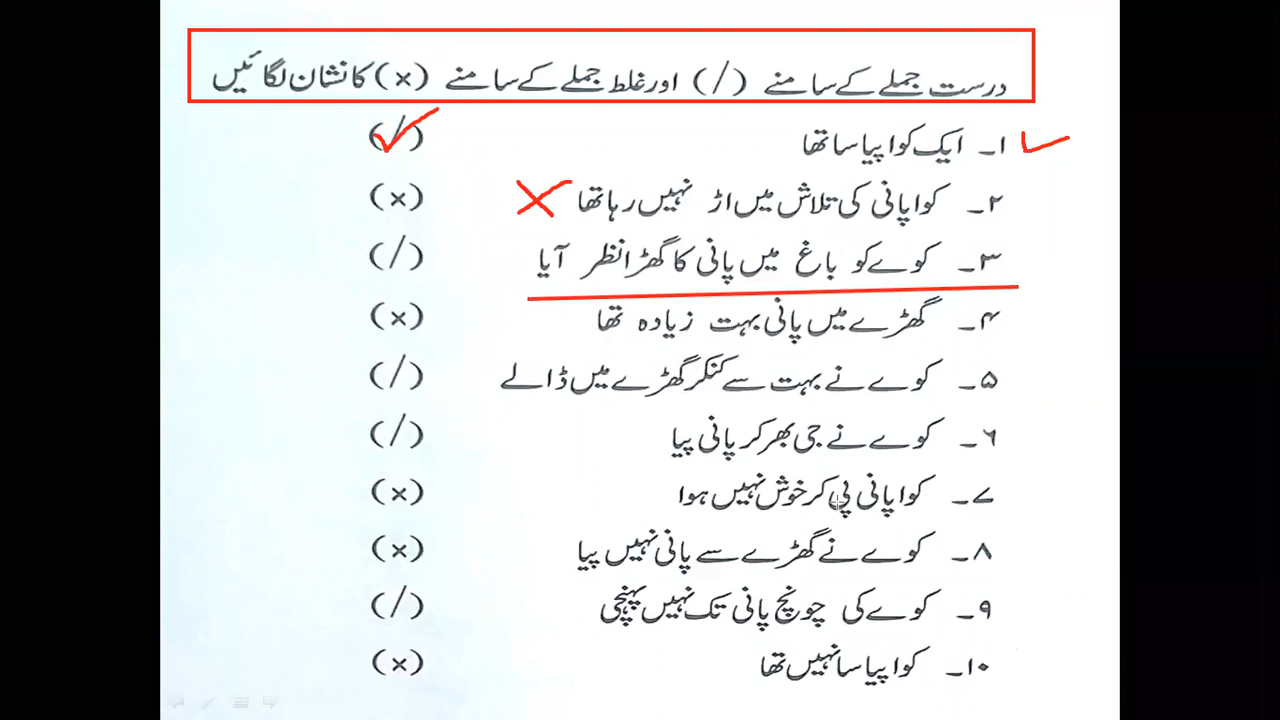 درست جملے کے سامنے (/) اور غلط جملے کے سامنے (×) کا نشان لگائیں
۱۔ ایک کوا پیاسا تھا (/)
۲۔ کوا پانی کی تلاش میں اڑ نہیں رہا تھا (×)
۳۔ کوے کو باغ میں پانی کا گھڑا نظر آیا (/)
۴۔ گھڑے میں پانی بہت زیادہ تھا (×)
۵۔ کوے نے بہت سے کنکر گھڑے میں ڈالے (/)
۶۔ کوے نے جی بھر کر پانی پیا (/)
۷۔ کوا پانی پی کر خوش نہیں ہوا (×)
۸۔ کوے نے گھڑے سے پانی نہیں پیا (×)
۹۔ کوے کی چونچ پانی تک نہیں پہنچی (/)
۱۰۔ کوا پیاسا نہیں تھا (×)